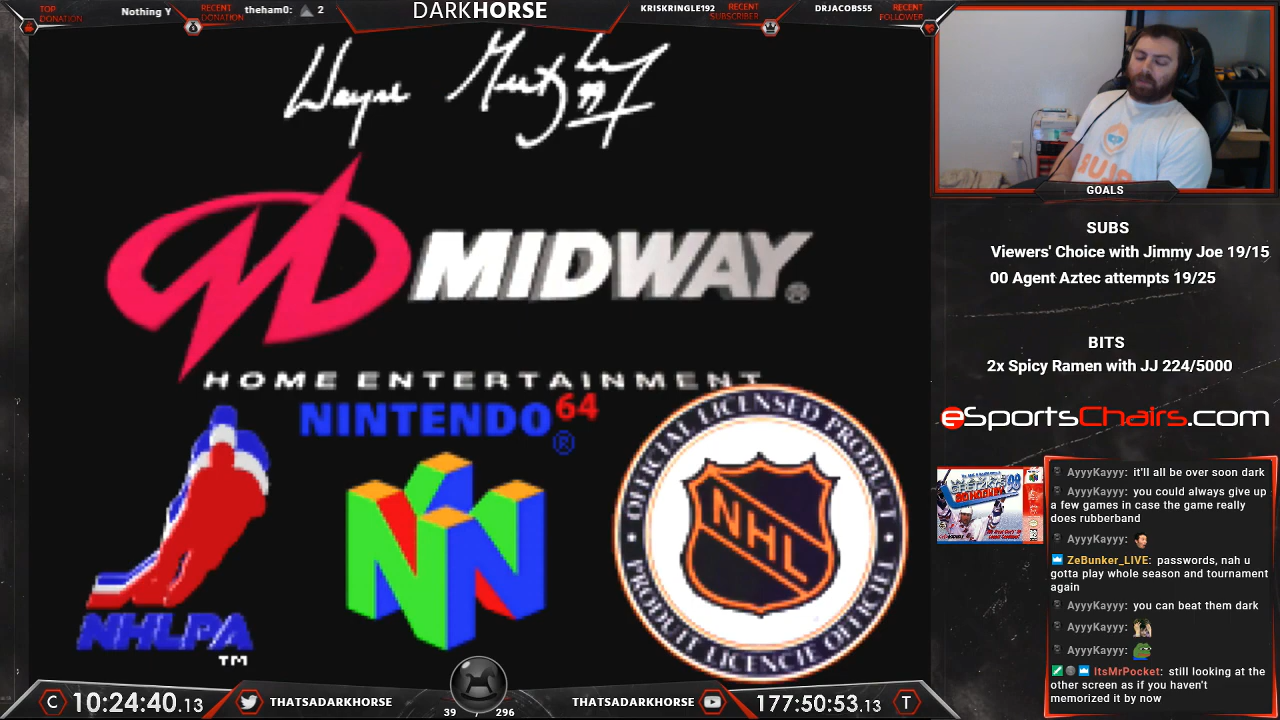 TOP
DONATION
Nothing Y
RECENT
DONATION
theham0: 2
DARKHORSE
KRISKRINGLE192
RECENT
SUBSCRIBER
DRJACOBS55
RECENT
FOLLOWER
Wayne Gretzky 99
MIDWAY®
HOME ENTERTAINMENT
NINTENDO 64
®
NHLPA
TM
• OFFICIAL LICENSED PRODUCT •
NHL
PRODUIT LICENCIE OFFICIEL
GOALS
SUBS
Viewers' Choice with Jimmy Joe 19/15
00 Agent Aztec attempts 19/25
BITS
2x Spicy Ramen with JJ 224/5000
eSportsChairs.com
AyyyKayyy: it'll all be over soon dark
AyyyKayyy: you could always give up
a few games in case the game really
does rubberband
AyyyKayyy:
ZeBunker_LIVE: passwords, nah u
gotta play whole season and tournament
again
AyyyKayyy: you can beat them dark
AyyyKayyy:
AyyyKayyy:
ItsMrPocket: still looking at the
other screen as if you haven't
memorized it by now
C 10:24:40.13
THATSADARKHORSE
39 296
THATSADARKHORSE
177:50:53.13 T